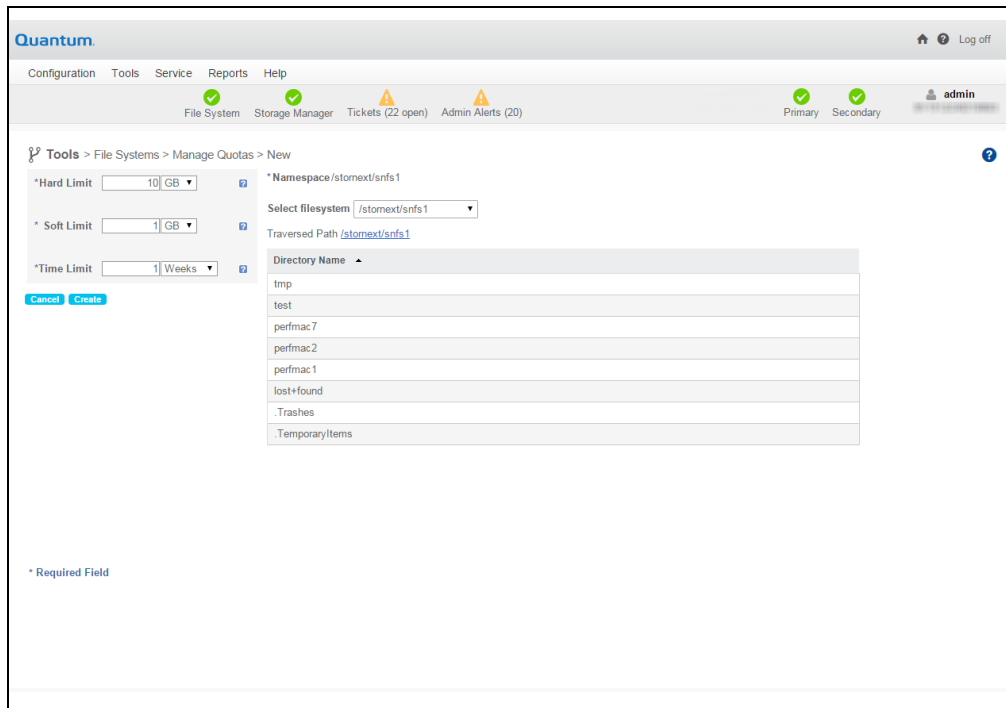 Quantum.
Log off
Configuration Tools Service Reports Help
File System Storage Manager Tickets (22 open) Admin Alerts (20) Primary Secondary admin
Tools > File Systems > Manage Quotas > New
*Hard Limit 10 GB
* Soft Limit 1 GB
*Time Limit 1 Weeks
Cancel Create
*Namespace/stornext/snfs1
Select filesystem /stornext/snfs1
Traversed Path /stornext/snfs1
Directory Name
tmp
test
perfmac7
perfmac2
perfmac1
lost+found
.Trashes
.TemporaryItems
* Required Field